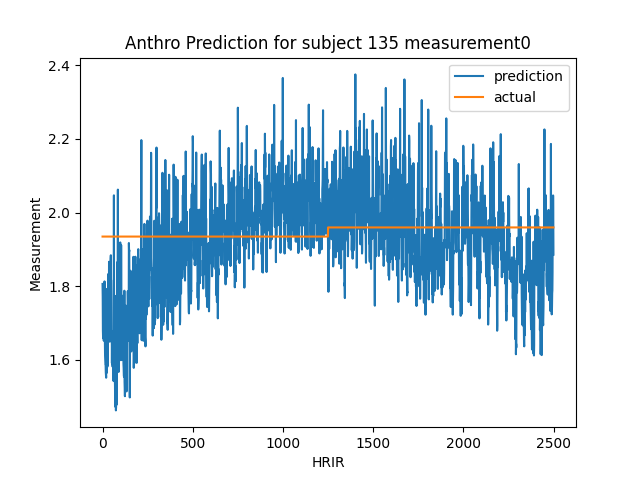 Anthro Prediction for subject 135 measurement0
prediction
actual
2.4
2.2
2.0
1.8
1.6
Measurement
0
500
1000
1500
2000
2500
HRIR